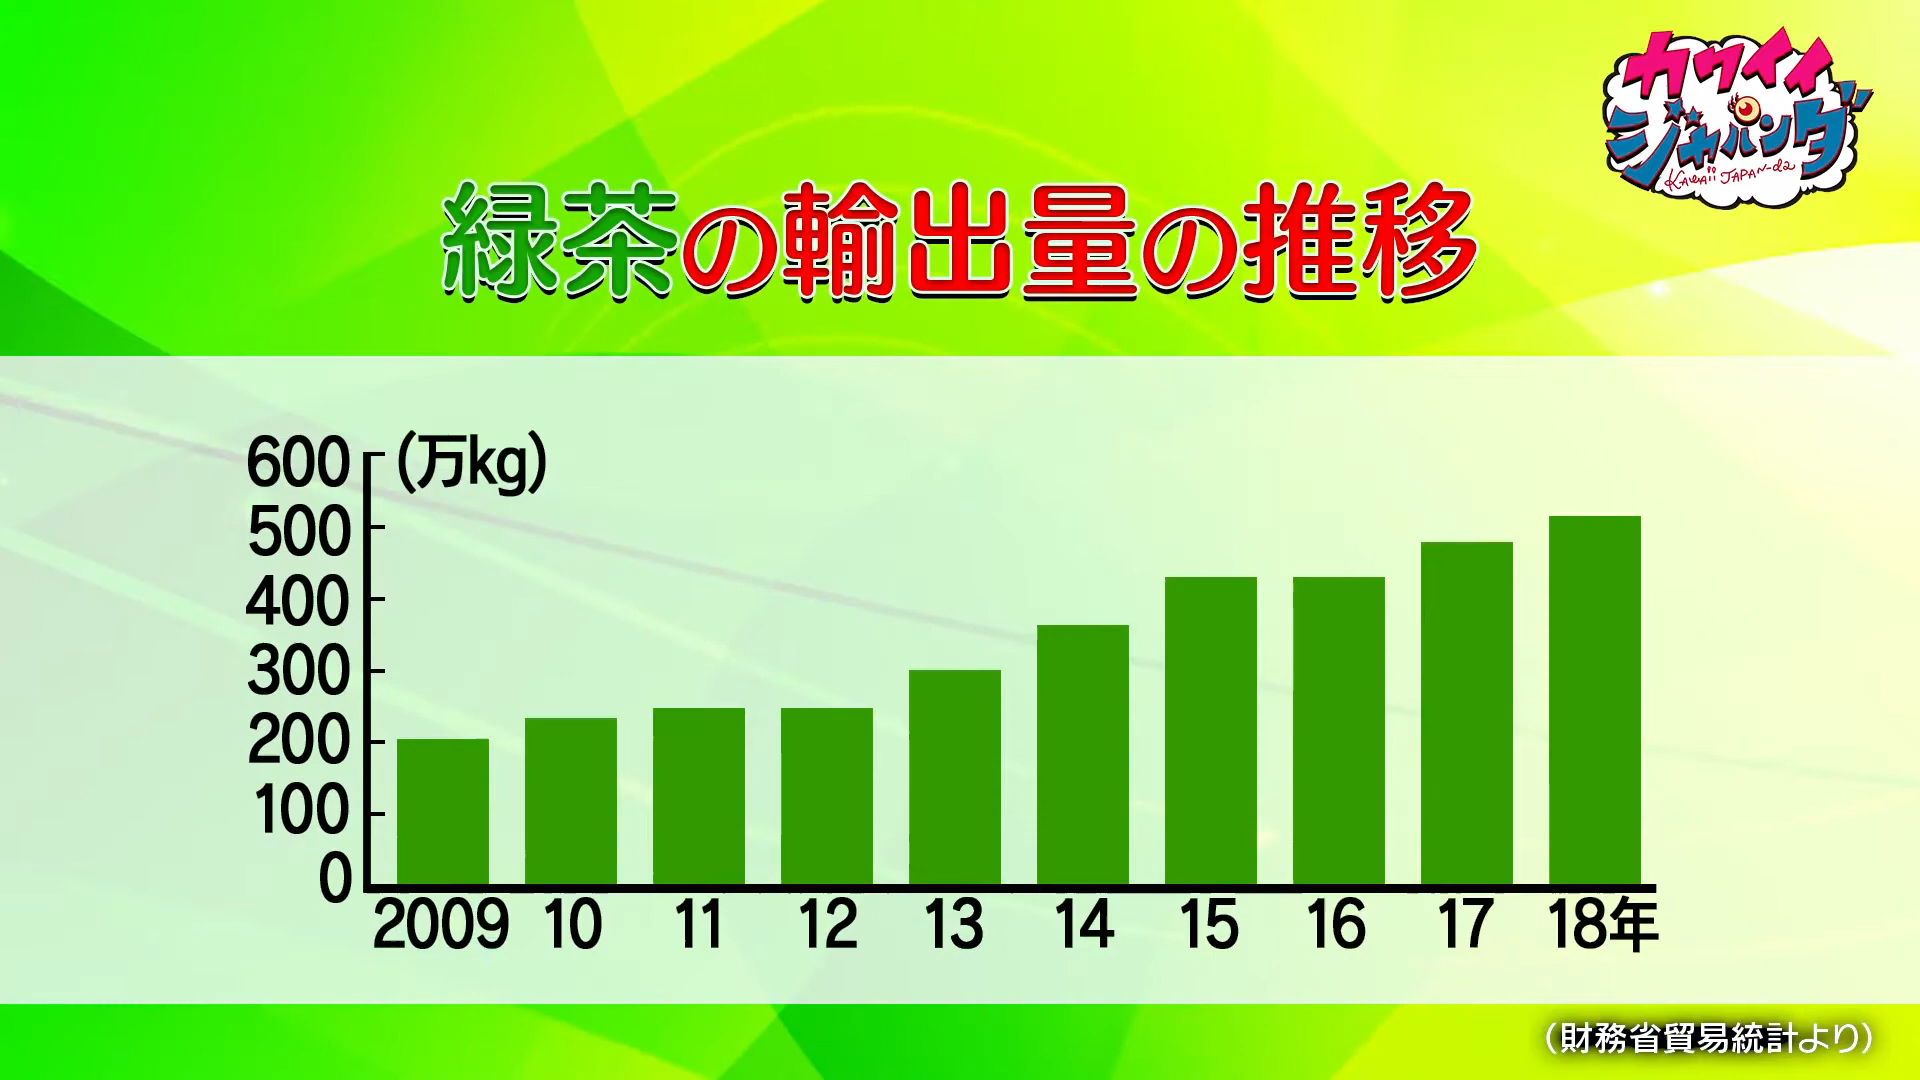 カワイイ
ジャパンダ
KAWAii JAPAN-da
緑茶の輸出量の推移
(万kg)
600
500
400
300
200
100
0
2009 10 11 12 13 14 15 16 17 18年
(財務省貿易統計より)